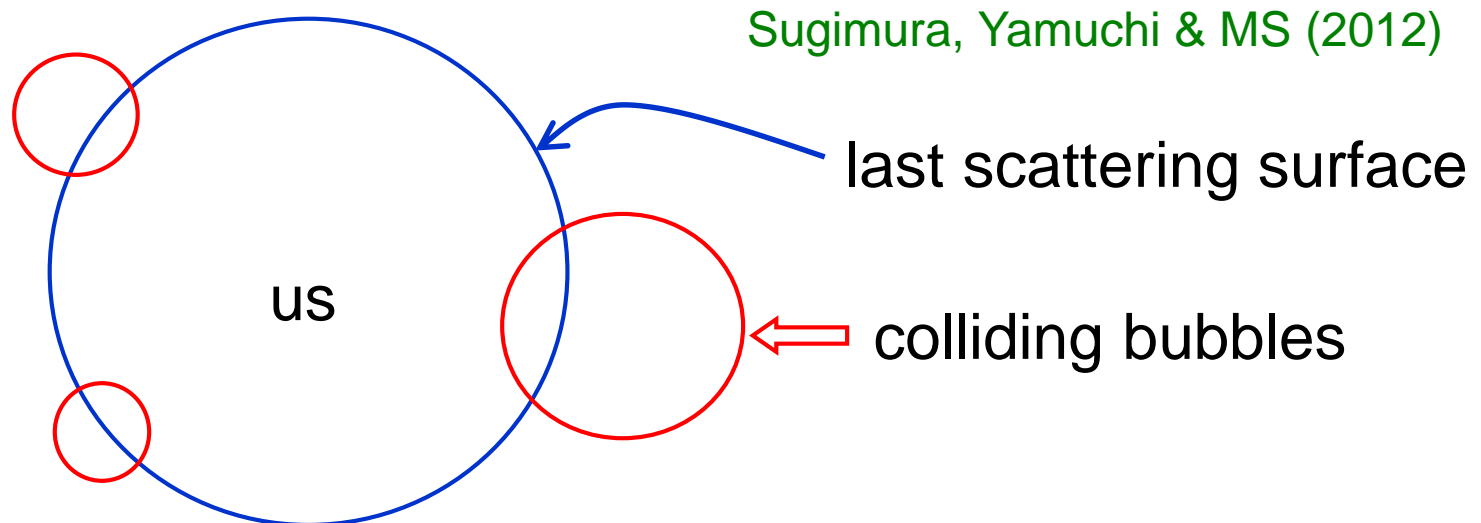 Sugimura, Yamuchi & MS (2012)
last scattering surface
us
colliding bubbles